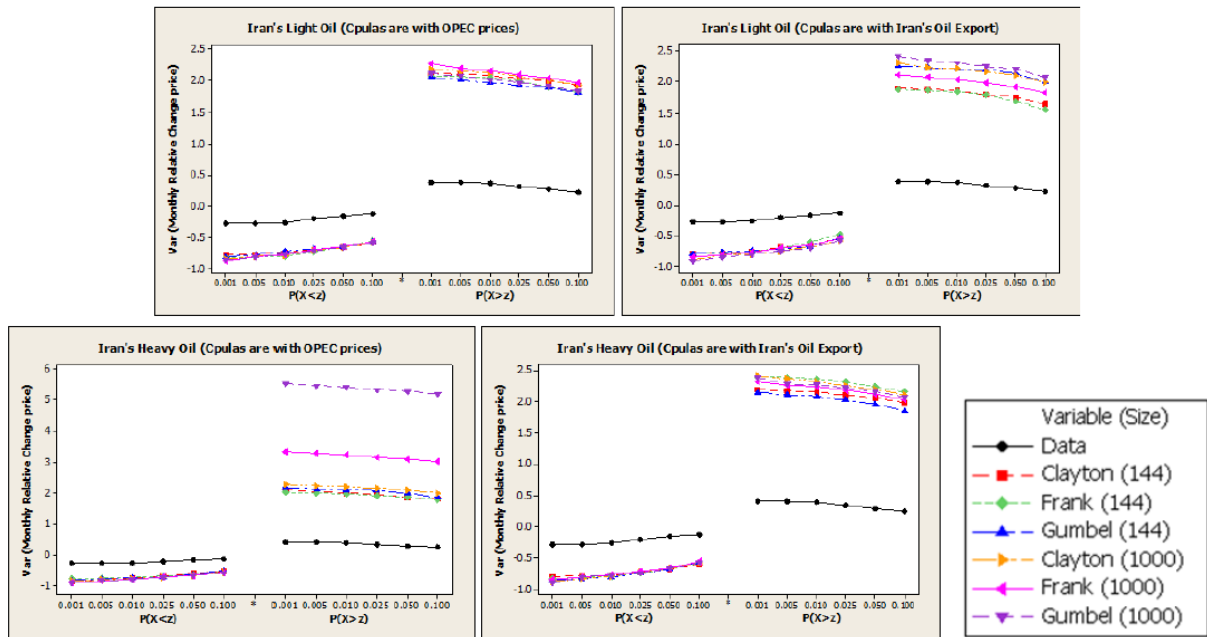 Iran's Light Oil (Cpulas are with OPEC prices)
Var (Monthly Relative Change price)
2.5
2.0
1.5
1.0
0.5
0.0
-0.5
-1.0
0.001 0.005 0.010 0.025 0.050 0.100 * 0.001 0.005 0.010 0.025 0.050 0.100
P(X<z) P(X>z)
Iran's Light Oil (Cpulas are with Iran's Oil Export)
Var (Monthly Relative Change price)
2.5
2.0
1.5
1.0
0.5
0.0
-0.5
-1.0
0.001 0.005 0.010 0.025 0.050 0.100 * 0.001 0.005 0.010 0.025 0.050 0.100
P(X<z) P(X>z)
Iran's Heavy Oil (Cpulas are with OPEC prices)
Var (Monthly Relative Change price)
6
5
4
3
2
1
0
-1
0.001 0.005 0.010 0.025 0.050 0.100 * 0.001 0.005 0.010 0.025 0.050 0.100
P(X<z) P(X>z)
Iran's Heavy Oil (Cpulas are with Iran's Oil Export)
Var (Monthly Relative Change price)
2.5
2.0
1.5
1.0
0.5
0.0
-0.5
-1.0
0.001 0.005 0.010 0.025 0.050 0.100 * 0.001 0.005 0.010 0.025 0.050 0.100
P(X<z) P(X>z)
Variable (Size)
Data
Clayton (144)
Frank (144)
Gumbel (144)
Clayton (1000)
Frank (1000)
Gumbel (1000)